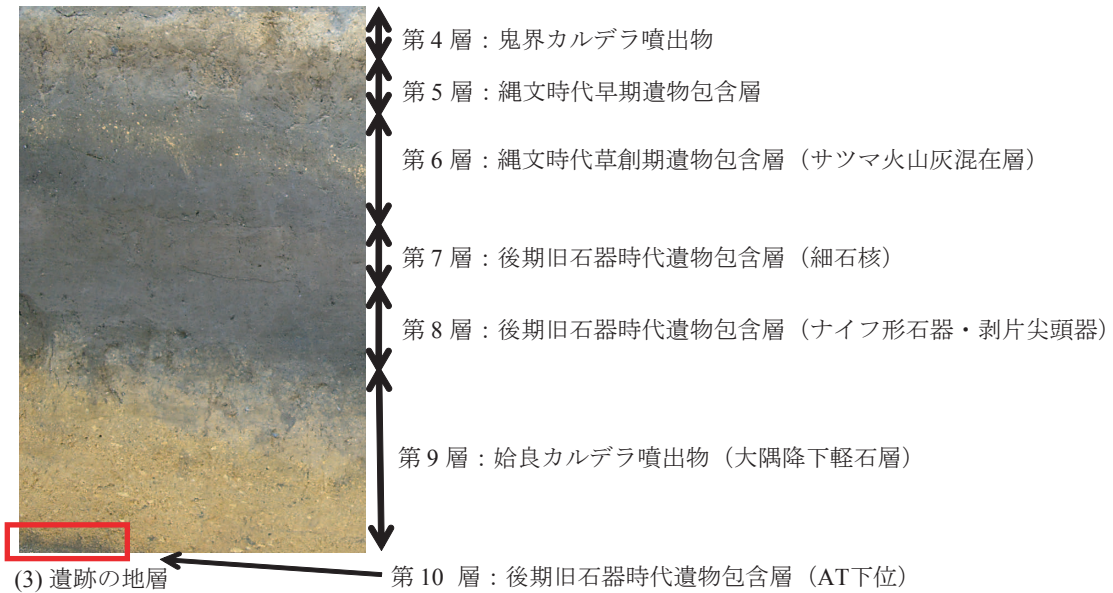 第4層：鬼界カルデラ噴出物
第5層：縄文時代早期遺物包含層
第6層：縄文時代草創期遺物包含層（サツマ火山灰混在層）
第7層：後期旧石器時代遺物包含層（細石核）
第8層：後期旧石器時代遺物包含層（ナイフ形石器・剥片尖頭器）
第9層：姶良カルデラ噴出物（大隅降下軽石層）
(3) 遺跡の地層
第10 層：後期旧石器時代遺物包含層（AT下位）